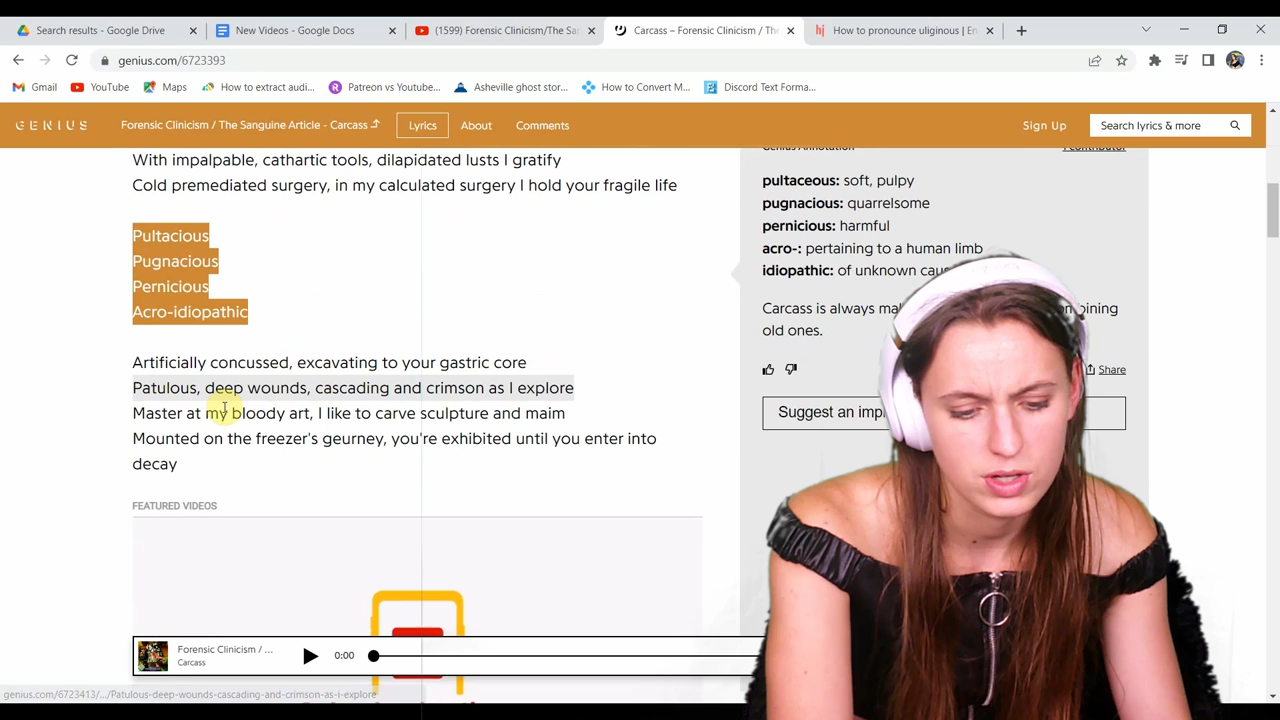 Search results - Google Drive
New Videos - Google Docs
(1599) Forensic Clinicism/The Sa
Carcass – Forensic Clinicism / The
How to pronounce uliginous | En
genius.com/6723393
Gmail
YouTube
Maps
How to extract audi...
Patreon vs Youtube...
Asheville ghost stor...
How to Convert M...
Discord Text Forma...
GENIUS
Forensic Clinicism / The Sanguine Article - Carcass
Lyrics
About
Comments
Sign Up
Search lyrics & more
With impalpable, cathartic tools, dilapidated lusts I gratify
Cold premediated surgery, in my calculated surgery I hold your fragile life
Pultacious
Pugnacious
Pernicious
Acro-idiopathic
Artificially concussed, excavating to your gastric core
Patulous, deep wounds, cascading and crimson as I explore
Master at my bloody art, I like to carve sculpture and maim
Mounted on the freezer's geurney, you're exhibited until you enter into
decay
FEATURED VIDEOS
Genius Annotation
1 contributor
pultaceous: soft, pulpy
pugnacious: quarrelsome
pernicious: harmful
acro-: pertaining to a human limb
idiopathic: of unknown cau
Carcass is always ma
ining
old ones.
Share
Suggest an imp
Forensic Clinicism / ...
Carcass
0:00
genius.com/6723413/.../Patulous-deep-wounds-cascading-and-crimson-as-i-explore